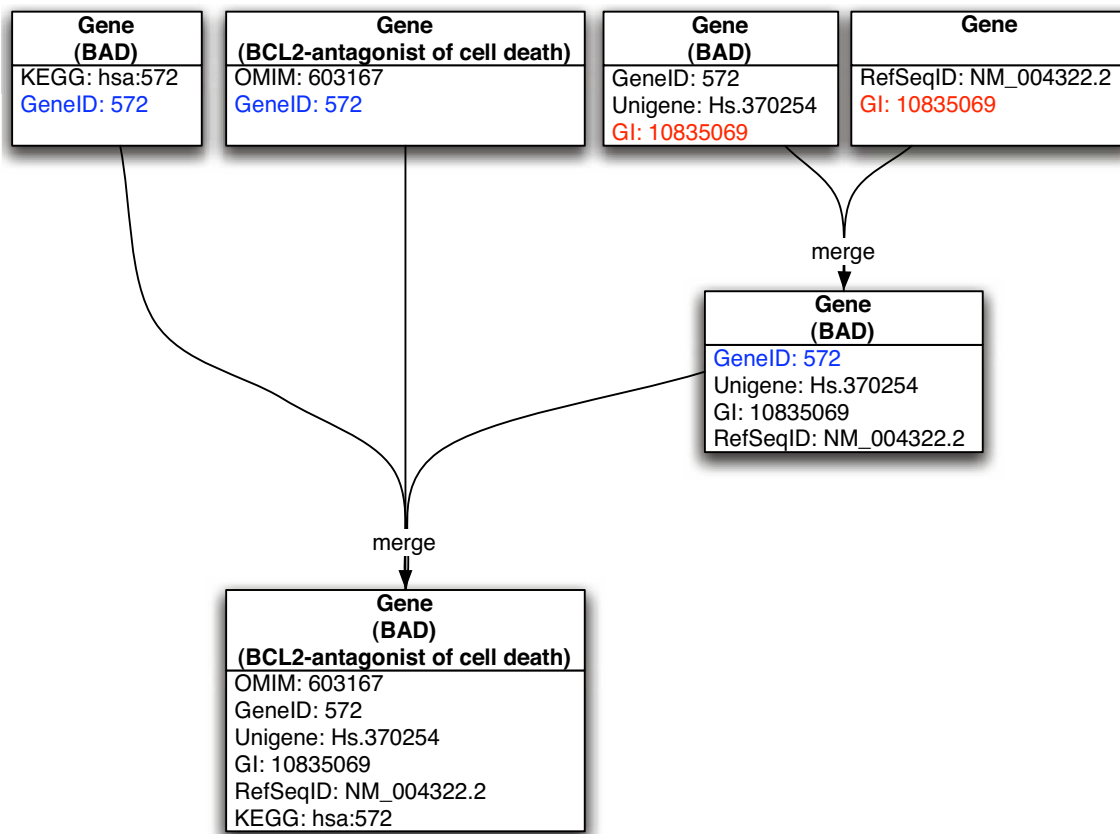 Gene
(BAD)
KEGG: hsa:572
GeneID: 572
Gene
(BCL2-antagonist of cell death)
OMIM: 603167
GeneID: 572
Gene
(BAD)
GeneID: 572
Unigene: Hs.370254
GI: 10835069
Gene
RefSeqID: NM_004322.2
GI: 10835069
merge
Gene
(BAD)
GeneID: 572
Unigene: Hs.370254
GI: 10835069
RefSeqID: NM_004322.2
merge
Gene
(BAD)
(BCL2-antagonist of cell death)
OMIM: 603167
GeneID: 572
Unigene: Hs.370254
GI: 10835069
RefSeqID: NM_004322.2
KEGG: hsa:572